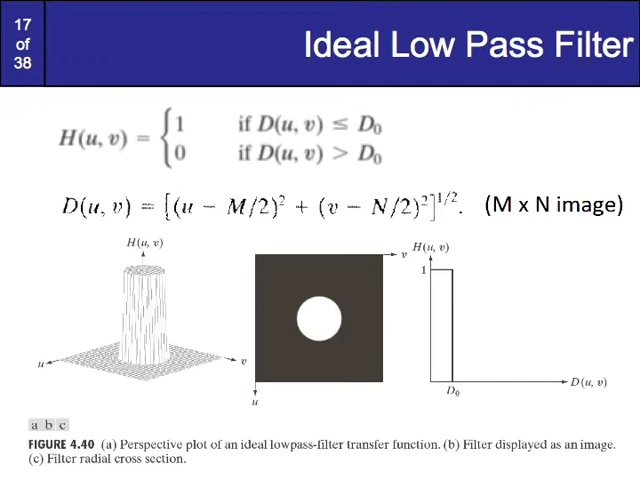 17
of
38
Ideal Low Pass Filter
H(u, v) = { 1 if D(u, v) ≤ D₀
0 if D(u, v) > D₀
D(u, v) = [(u − M/2)² + (v − N/2)²]^1/2. (M x N image)
H(u, v)
u
v
v
u
H(u, v)
1
D₀
D(u, v)
a b c
FIGURE 4.40 (a) Perspective plot of an ideal lowpass-filter transfer function. (b) Filter displayed as an image.
(c) Filter radial cross section.